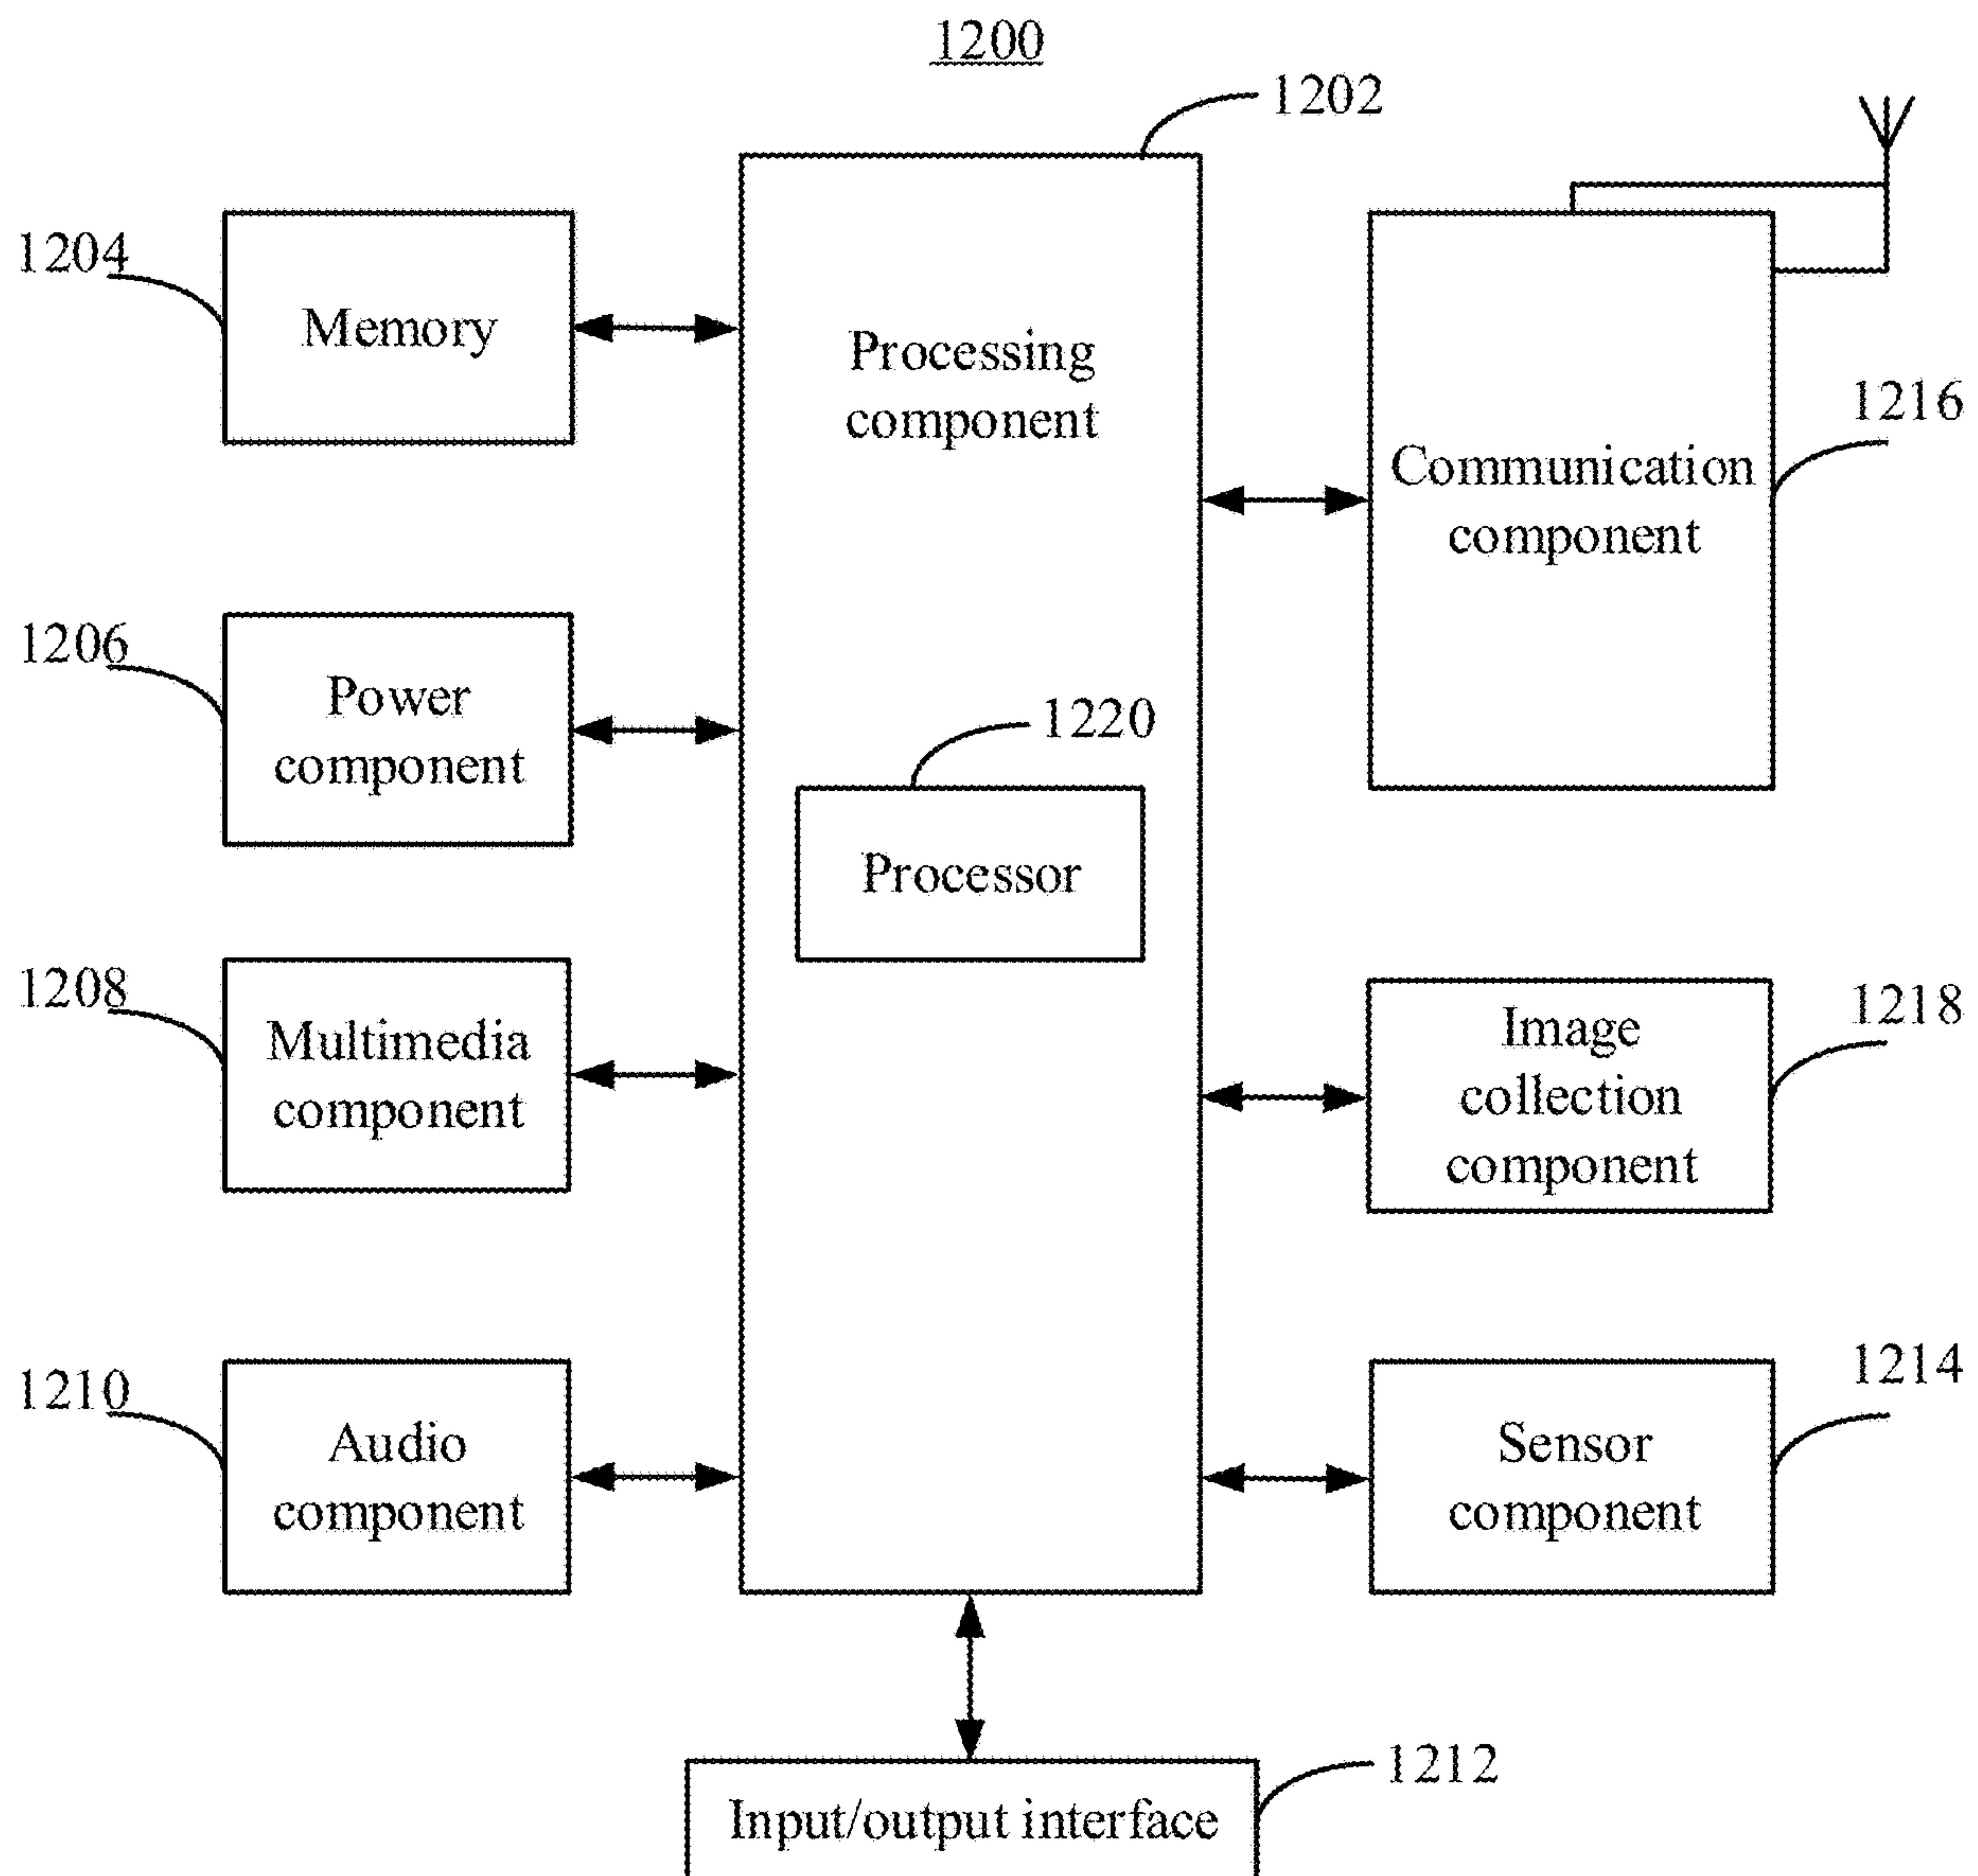 1200
1202
1204
Memory
Processing
component
1216
Communication
component
1206
Power
component
1220
Processor
1208
Multimedia
component
1218
Image
collection
component
1210
Audio
component
1214
Sensor
component
1212
Input/output interface